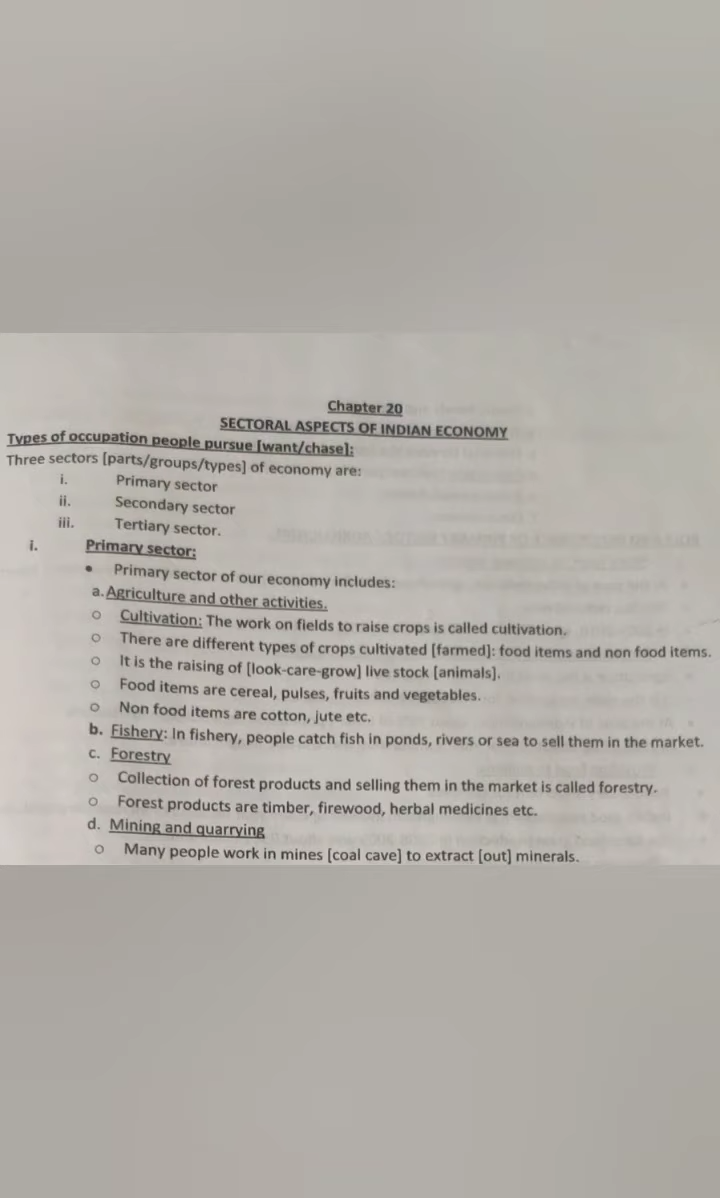 Chapter 20
SECTORAL ASPECTS OF INDIAN ECONOMY
Types of occupation people pursue [want/chase]:
Three sectors [parts/groups/types] of economy are:
i. Primary sector
ii. Secondary sector
iii. Tertiary sector.
i. Primary sector:
• Primary sector of our economy includes:
a. Agriculture and other activities.
o Cultivation: The work on fields to raise crops is called cultivation.
o There are different types of crops cultivated [farmed]: food items and non food items.
o It is the raising of [look-care-grow] live stock [animals].
o Food items are cereal, pulses, fruits and vegetables.
o Non food items are cotton, jute etc.
b. Fishery: In fishery, people catch fish in ponds, rivers or sea to sell them in the market.
c. Forestry
o Collection of forest products and selling them in the market is called forestry.
o Forest products are timber, firewood, herbal medicines etc.
d. Mining and quarrying
o Many people work in mines [coal cave] to extract [out] minerals.